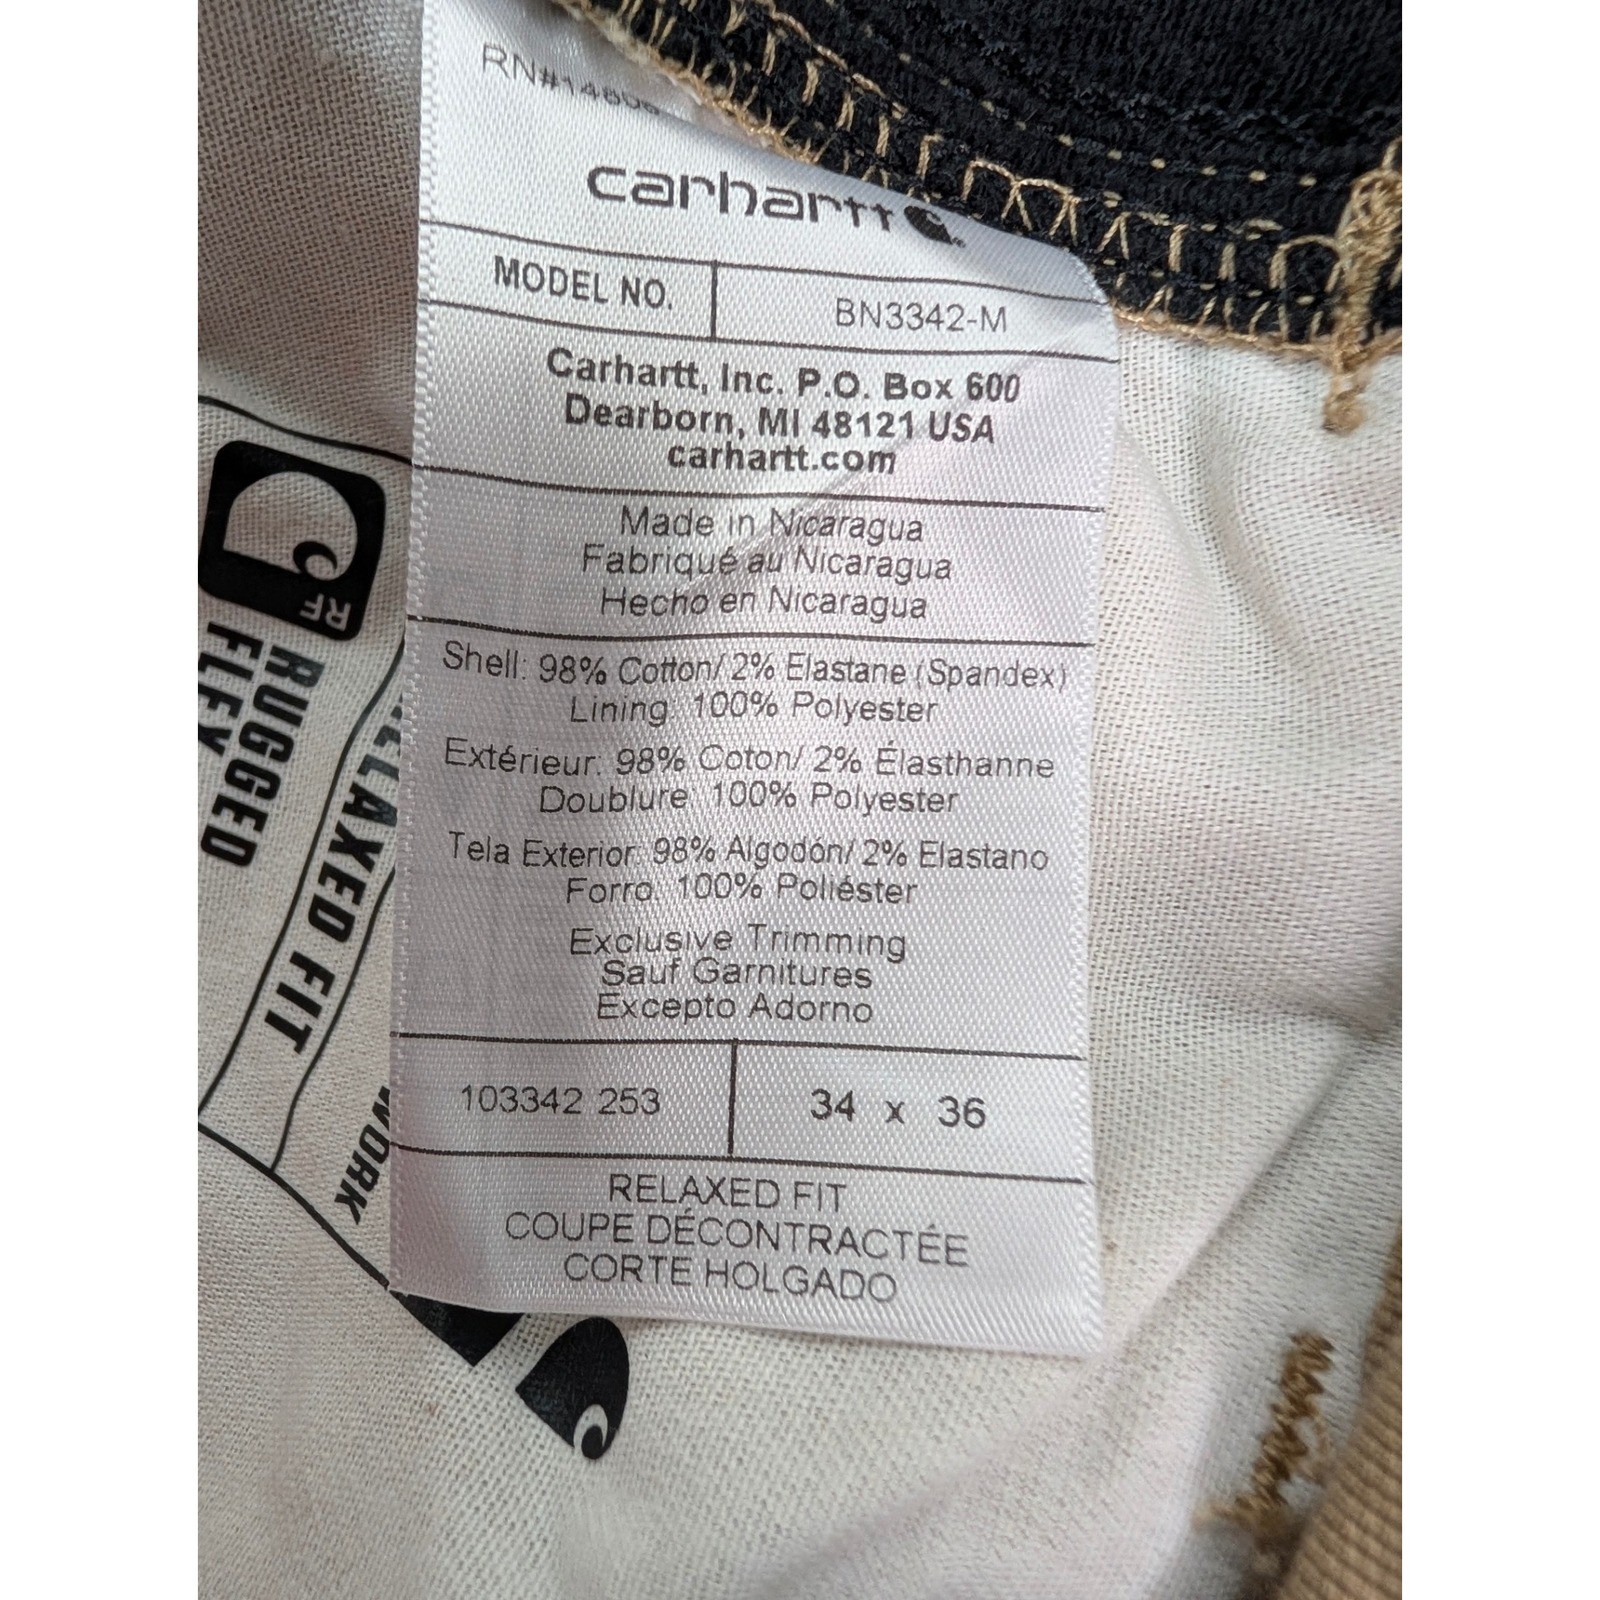 carhartt
MODEL NO. BN3342-M
Carhartt, Inc. P.O. Box 600
Dearborn, MI 48121 USA
carhartt.com
Made in Nicaragua
Fabriqué au Nicaragua
Hecho en Nicaragua
Shell: 98% Cotton/ 2% Elastane (Spandex)
Lining: 100% Polyester
Extérieur: 98% Coton/ 2% Élasthanne
Doublure: 100% Polyester
Tela Exterior: 98% Algodón/ 2% Elastano
Forro: 100% Poliéster
Exclusive Trimming
Sauf Garnitures
Excepto Adorno
103342 253 34 x 36
RELAXED FIT
COUPE DÉCONTRACTÉE
CORTE HOLGADO
RF
RUGGED
FLEX
RELAXED FIT
WORK